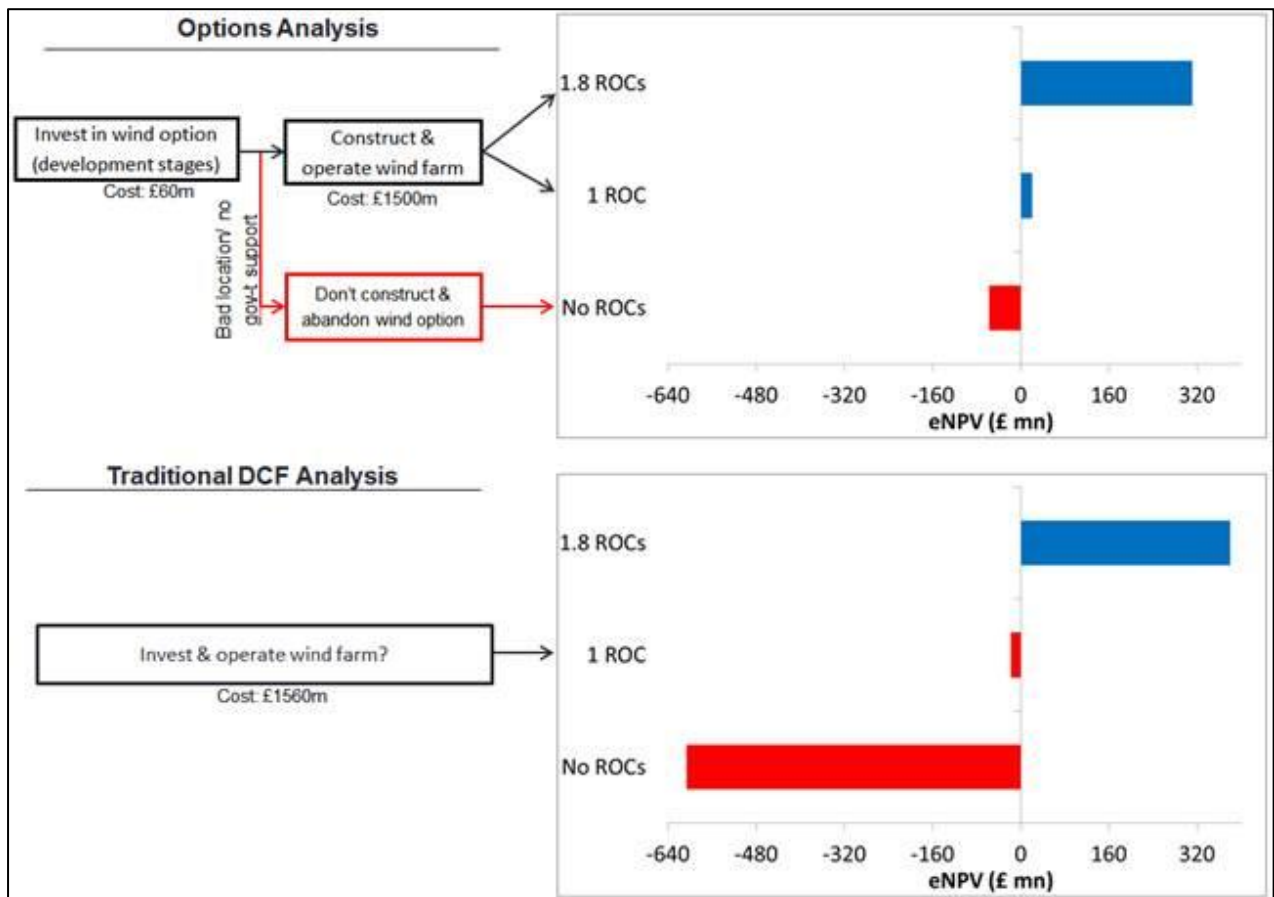 Options Analysis
Invest in wind option
(development stages)
Cost: £60m
Bad location/ no
gov-t support
Construct &
operate wind farm
Cost: £1500m
Don't construct &
abandon wind option
1.8 ROCs
1 ROC
No ROCs
-640 -480 -320 -160 0 160 320
eNPV (£ mn)
Traditional DCF Analysis
Invest & operate wind farm?
Cost: £1560m
1.8 ROCs
1 ROC
No ROCs
-640 -480 -320 -160 0 160 320
eNPV (£ mn)